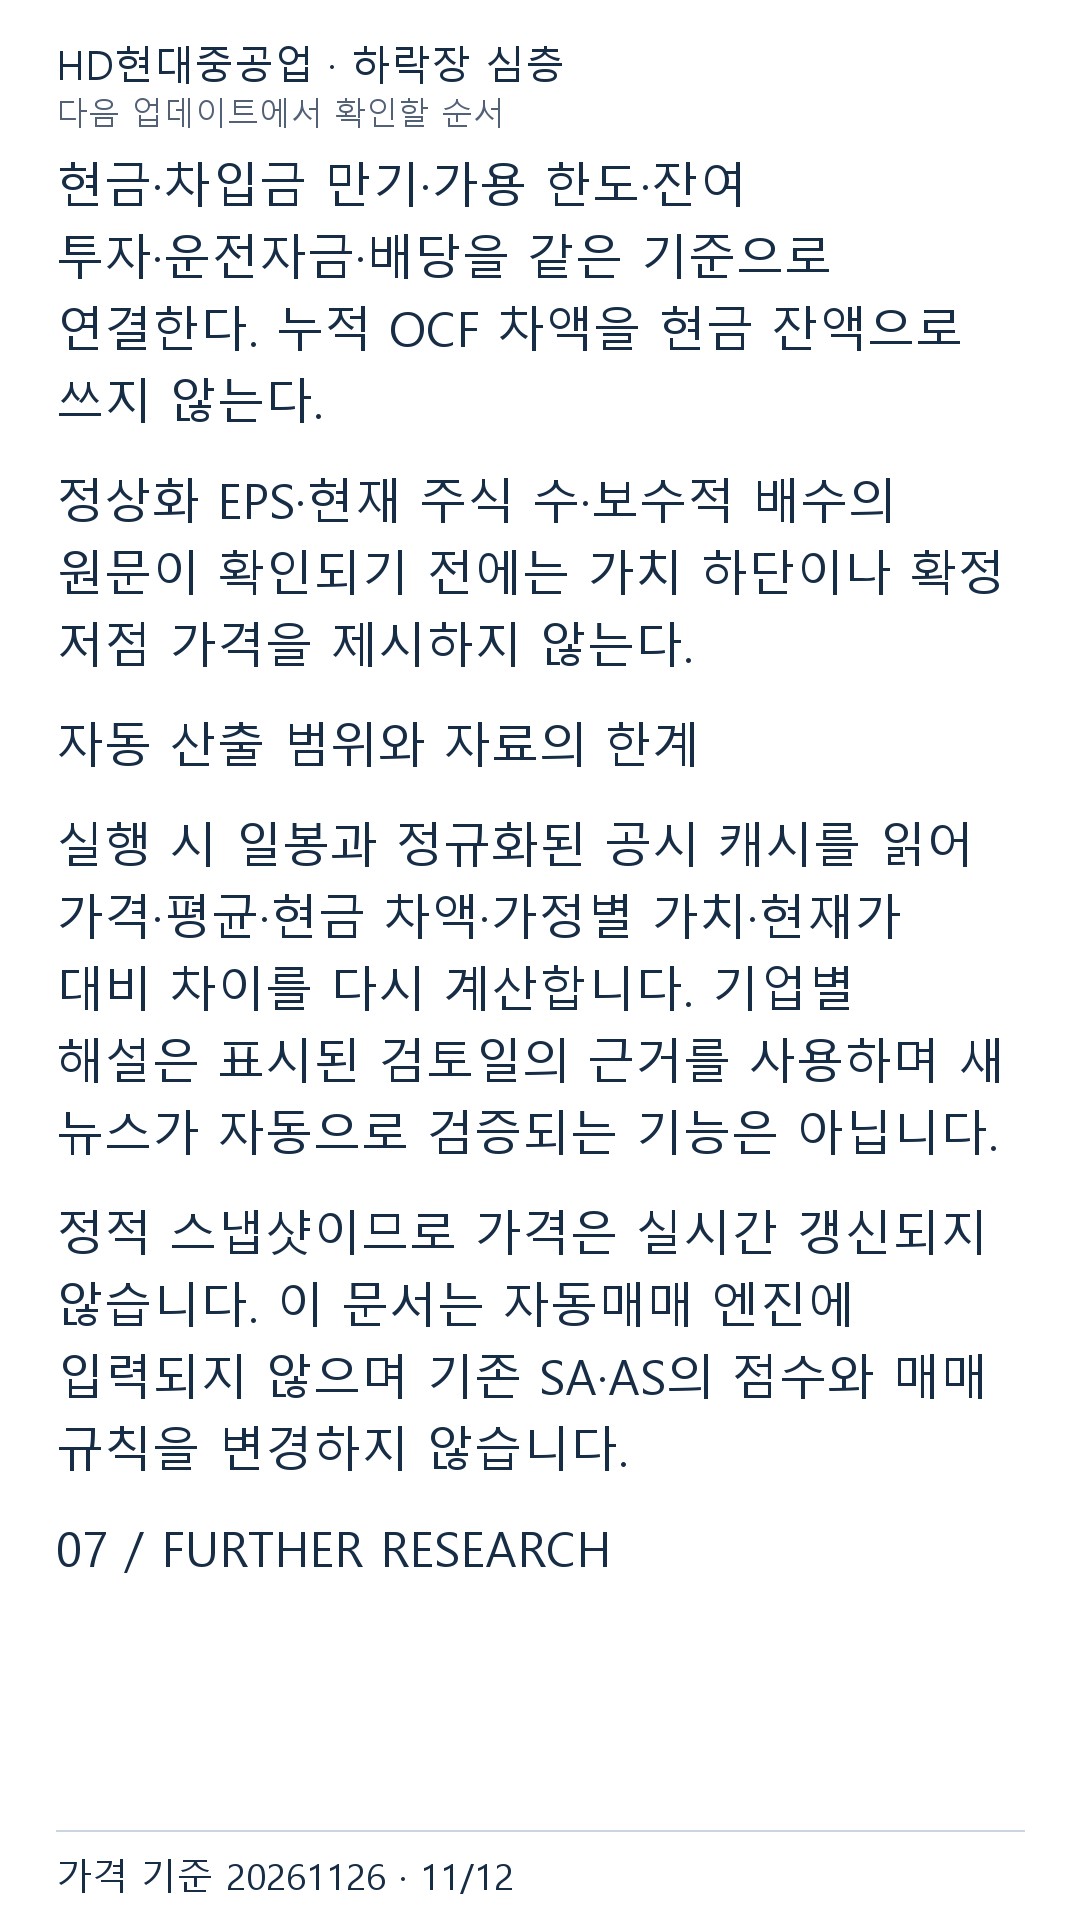 HD현대중공업 · 하락장 심층
다음 업데이트에서 확인할 순서
현금·차입금 만기·가용 한도·잔여
투자·운전자금·배당을 같은 기준으로
연결한다. 누적 OCF 차액을 현금 잔액으로
쓰지 않는다.
정상화 EPS·현재 주식 수·보수적 배수의
원문이 확인되기 전에는 가치 하단이나 확정
저점 가격을 제시하지 않는다.
자동 산출 범위와 자료의 한계
실행 시 일봉과 정규화된 공시 캐시를 읽어
가격·평균·현금 차액·가정별 가치·현재가
대비 차이를 다시 계산합니다. 기업별
해설은 표시된 검토일의 근거를 사용하며 새
뉴스가 자동으로 검증되는 기능은 아닙니다.
정적 스냅샷이므로 가격은 실시간 갱신되지
않습니다. 이 문서는 자동매매 엔진에
입력되지 않으며 기존 SA·AS의 점수와 매매
규칙을 변경하지 않습니다.
07 / FURTHER RESEARCH
가격 기준 20261126 · 11/12